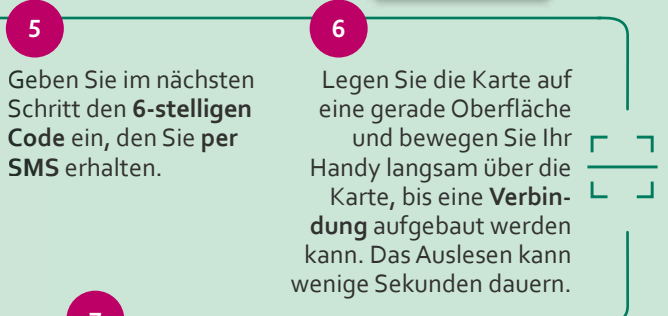 5
Geben Sie im nächsten
Schritt den 6-stelligen
Code ein, den Sie per
SMS erhalten.
6
Legen Sie die Karte auf
eine gerade Oberfläche
und bewegen Sie Ihr
Handy langsam über die
Karte, bis eine Verbin-
dung aufgebaut werden
kann. Das Auslesen kann
wenige Sekunden dauern.
7